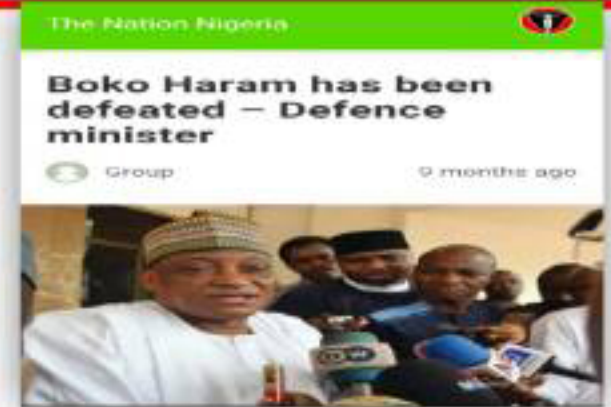 The Nation Nigeria
Boko Haram has been
defeated – Defence
minister
Group
9 months ago
DW